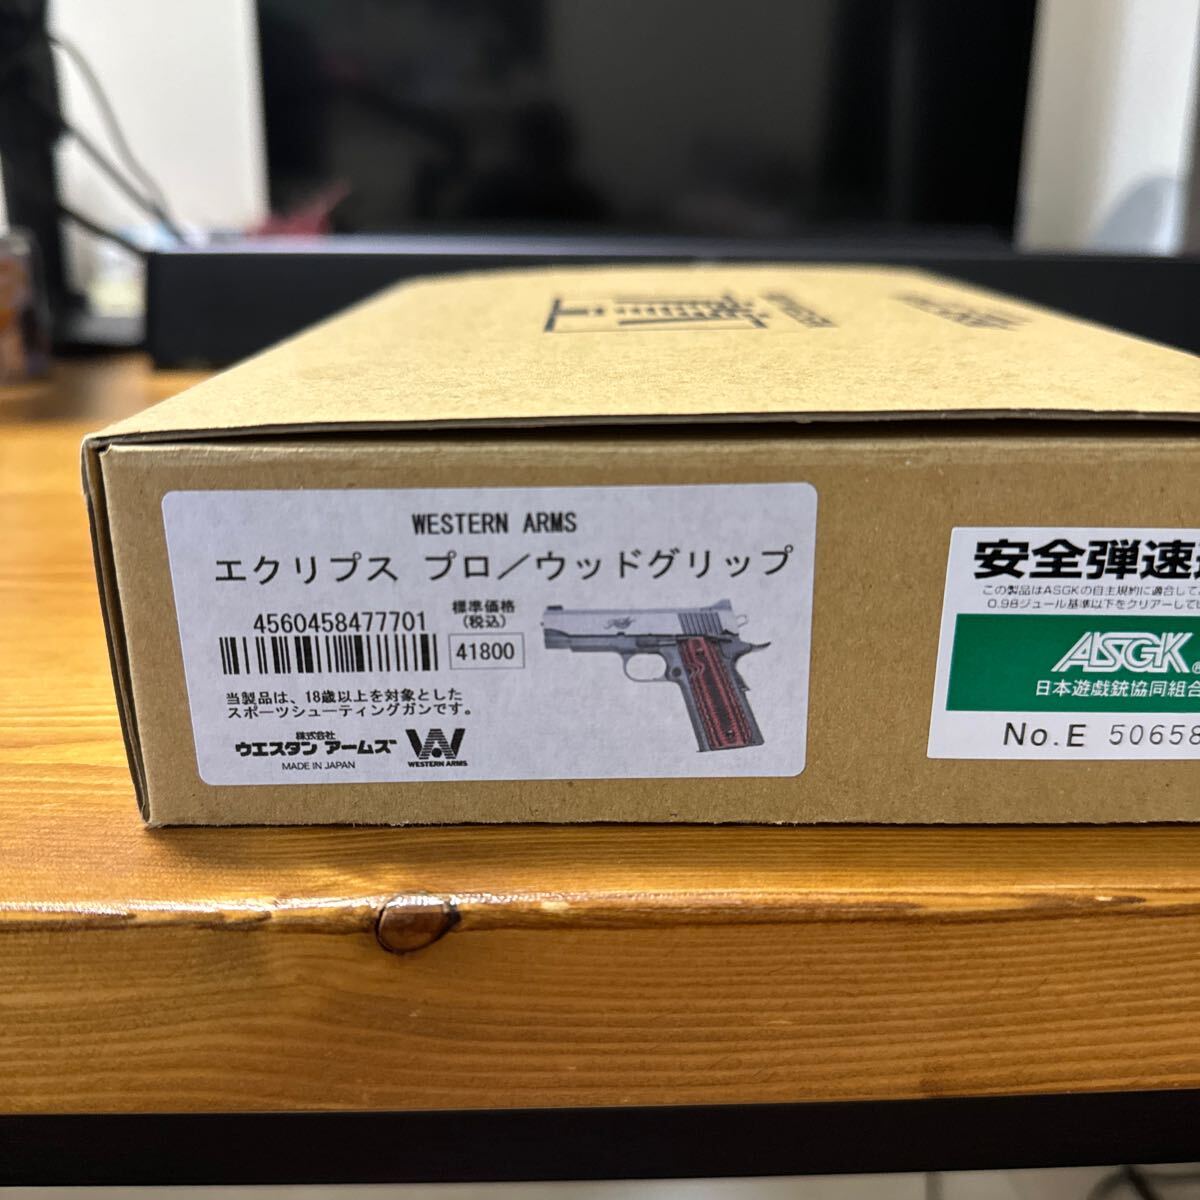 WESTERN ARMS
エクリプス プロ／ウッドグリップ
4560458477701
標準価格
(税込)
41800
当製品は、18歳以上を対象とした
スポーツシューティングガンです。
株式会社
ウエスタン アームズ
MADE IN JAPAN
WESTERN ARMS
安全弾速
この製品はASGKの自主規約に適合して
0.98ジュール基準以下をクリアーして
ASGK®
日本遊戯銃協同組合
No.E 50658